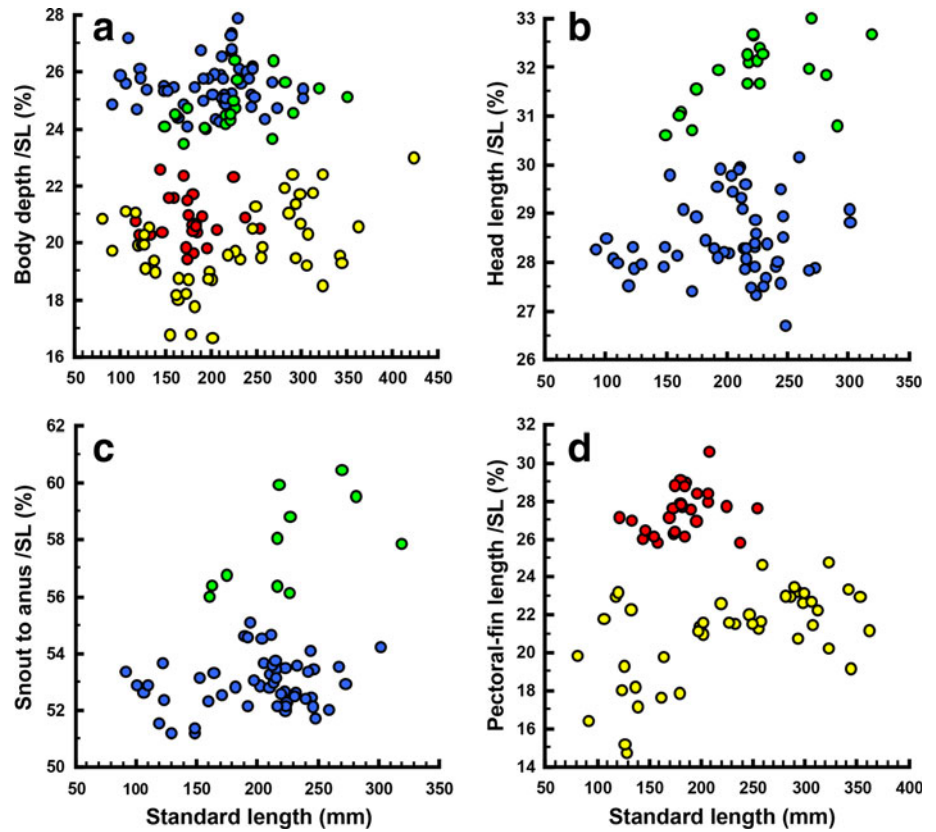 a
Body depth /SL (%)
28
26
24
22
20
18
16
50 100 150 200 250 300 350 400 450
b
Head length /SL (%)
33
32
31
30
29
28
27
26
50 100 150 200 250 300 350
c
Snout to anus /SL (%)
62
60
58
56
54
52
50
50 100 150 200 250 300 350
Standard length (mm)
d
Pectoral-fin length /SL (%)
32
30
28
26
24
22
20
18
16
14
50 100 150 200 250 300 350 400
Standard length (mm)